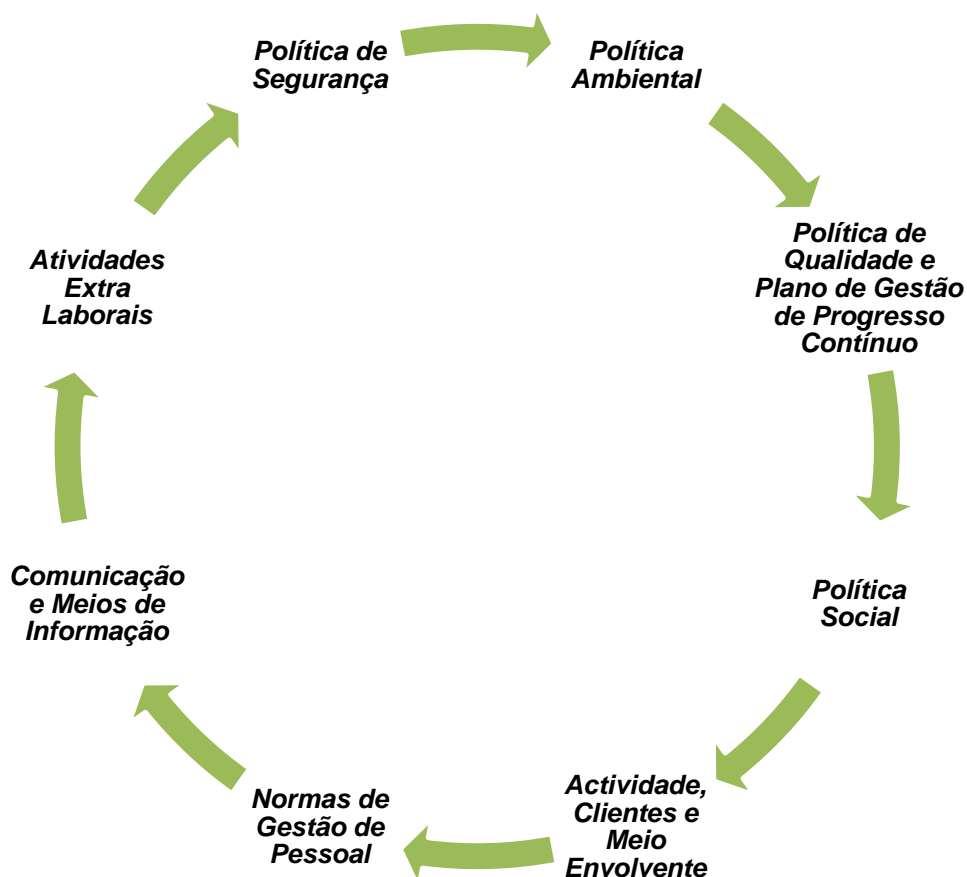 Política de
Segurança
Política
Ambiental
Política de
Qualidade e
Plano de Gestão
de Progresso
Contínuo
Política
Social
Actividade,
Clientes e
Meio
Envolvente
Normas de
Gestão de
Pessoal
Comunicação
e Meios de
Informação
Atividades
Extra
Laborais